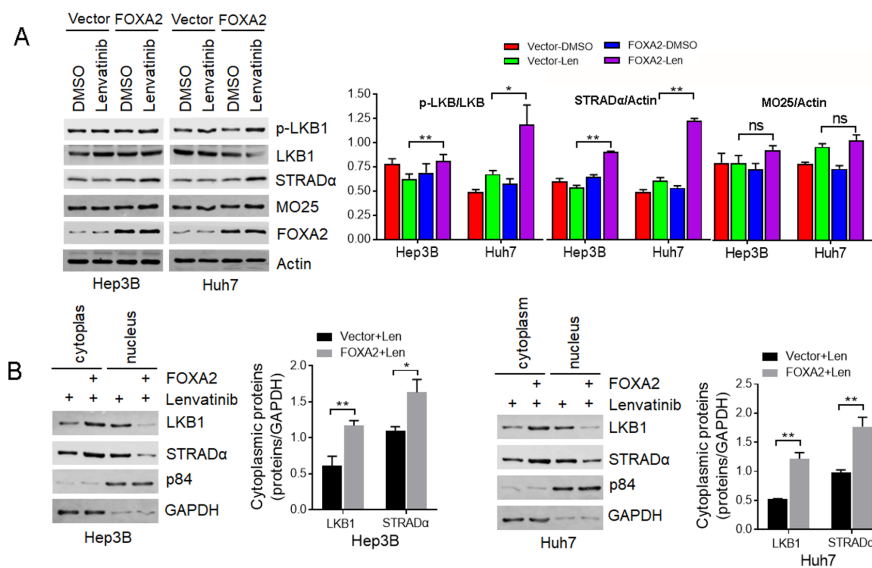 A
Vector FOXA2 Vector FOXA2
DMSO Lenvatinib DMSO Lenvatinib DMSO Lenvatinib DMSO Lenvatinib
p-LKB1
LKB1
STRADα
MO25
FOXA2
Actin
Hep3B Huh7
Vector-DMSO FOXA2-DMSO
Vector-Len FOXA2-Len
p-LKB/LKB STRADα/Actin MO25/Actin
1.50
1.25
1.00
0.75
0.50
0.25
0.00
** * ** ** ns ns
Hep3B Huh7 Hep3B Huh7 Hep3B Huh7
B
cytoplas nucleus
+ + FOXA2
+ + + + Lenvatinib
LKB1
STRADα
p84
GAPDH
Hep3B
Vector+Len
FOXA2+Len
Cytoplasmic proteins
(proteins/GAPDH)
2.0
1.5
1.0
0.5
0.0
** *
LKB1 STRADα
Hep3B
cytoplasm nucleus
+ + FOXA2
+ + + + Lenvatinib
LKB1
STRADα
p84
GAPDH
Huh7
Vector+Len
FOXA2+Len
Cytoplasmic proteins
(proteins/GAPDH)
2.5
2.0
1.5
1.0
0.5
0.0
** **
LKB1 STRADα
Huh7